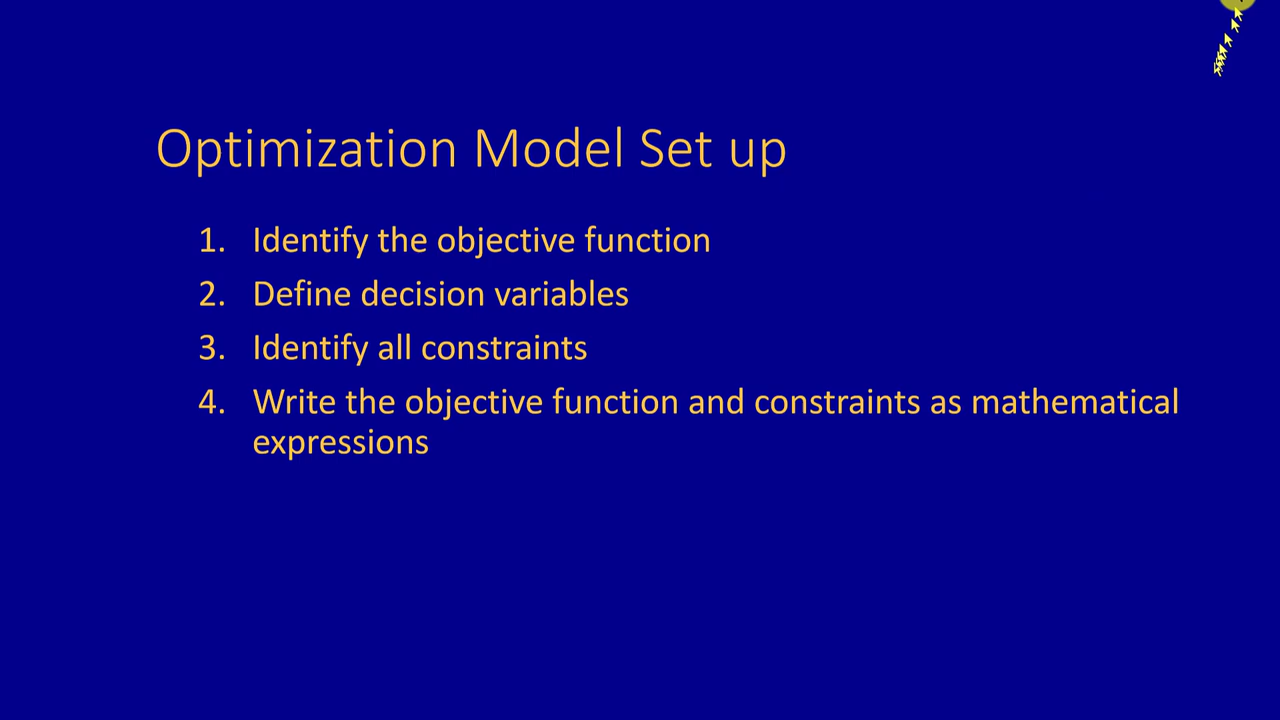 Optimization Model Set up
1. Identify the objective function
2. Define decision variables
3. Identify all constraints
4. Write the objective function and constraints as mathematical
expressions